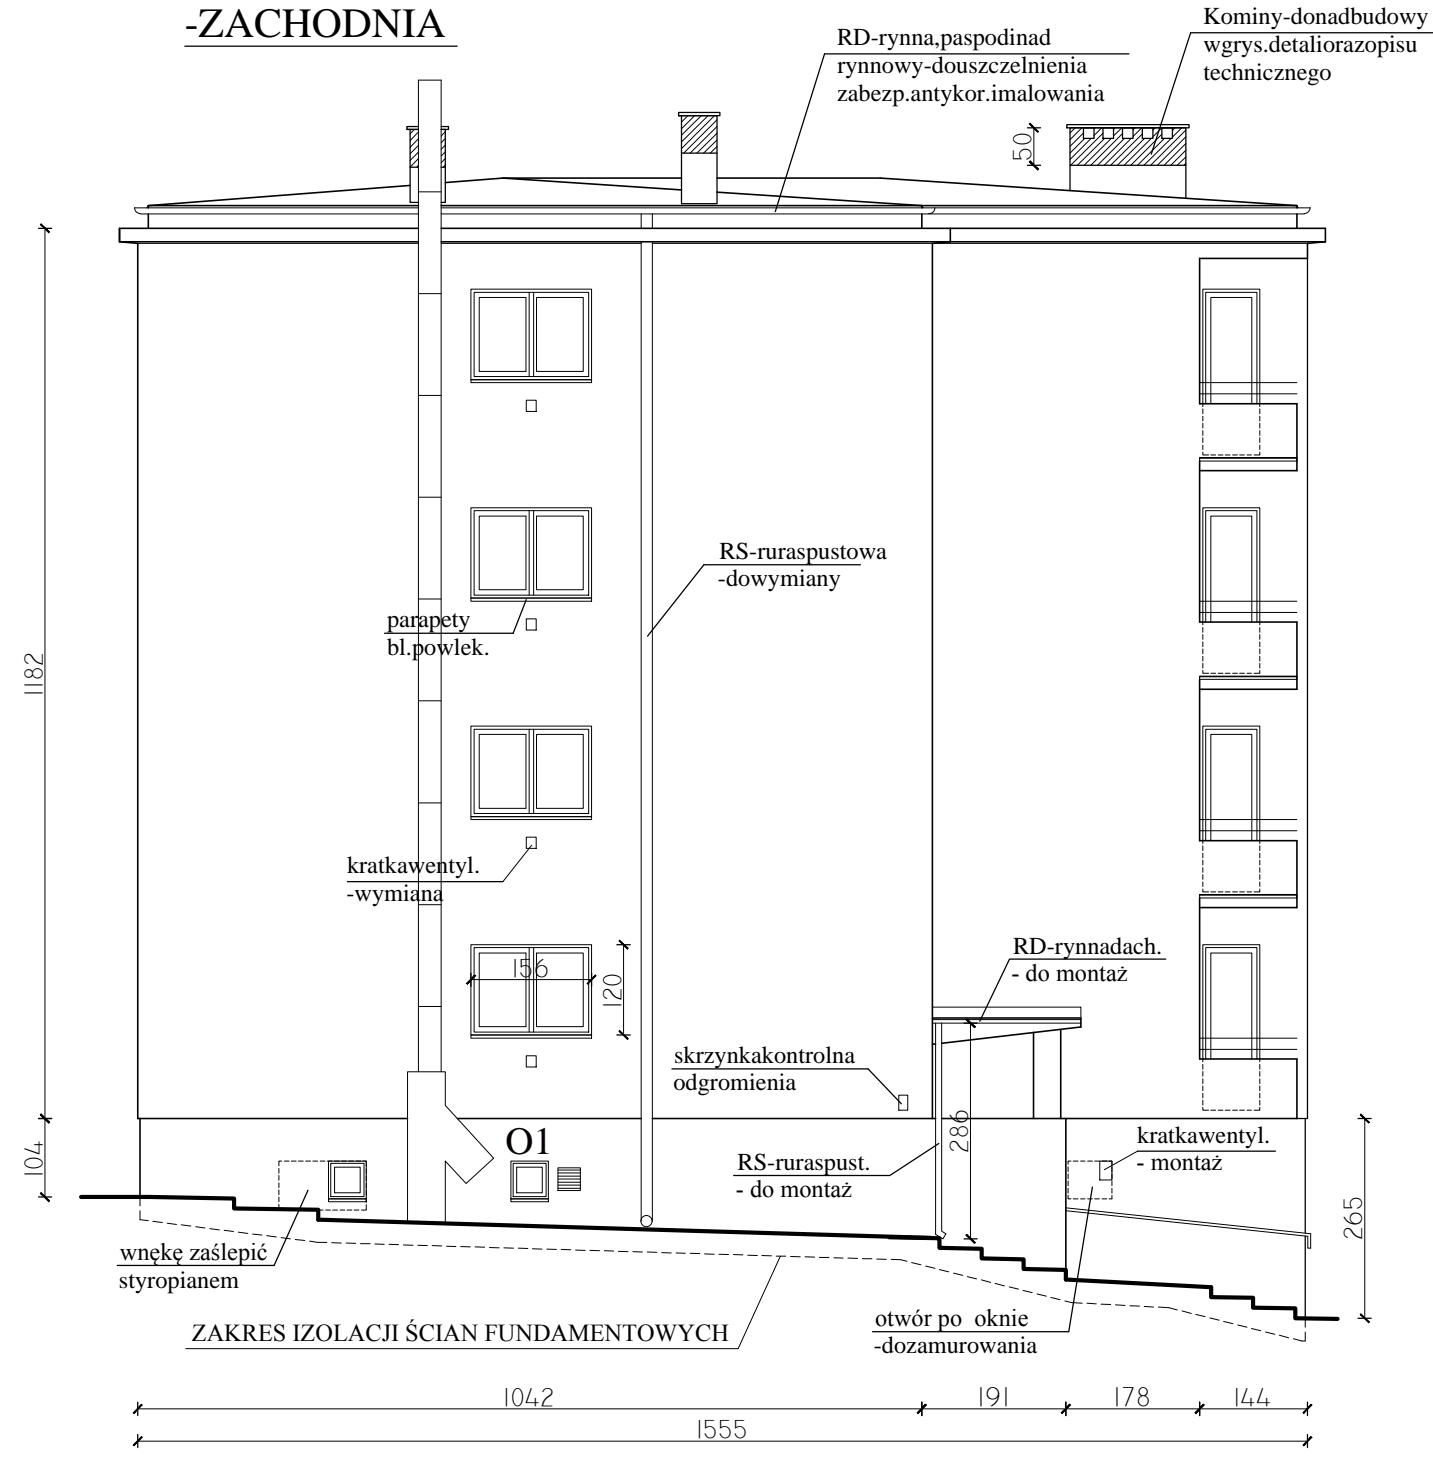 -ZACHODNIA
RD-rynna,paspodinad
rynnowy-douszczelnienia
zabezp.antykor.imalowania
Kominy-donadbudowy
wgrys.detaliorazopisu
technicznego
50
RS-ruraspustowa
-dowymiany
parapety
bl.powlek.
1182
kratkawentyl.
-wymiana
156
120
RD-rynnadach.
- do montaż
skrzynkakontrolna
odgromienia
286
O1
104
RS-ruraspust.
- do montaż
kratkawentyl.
- montaż
265
wnękę zaślepić
styropianem
ZAKRES IZOLACJI ŚCIAN FUNDAMENTOWYCH
otwór po oknie
-dozamurowania
1042
191
178
144
1555